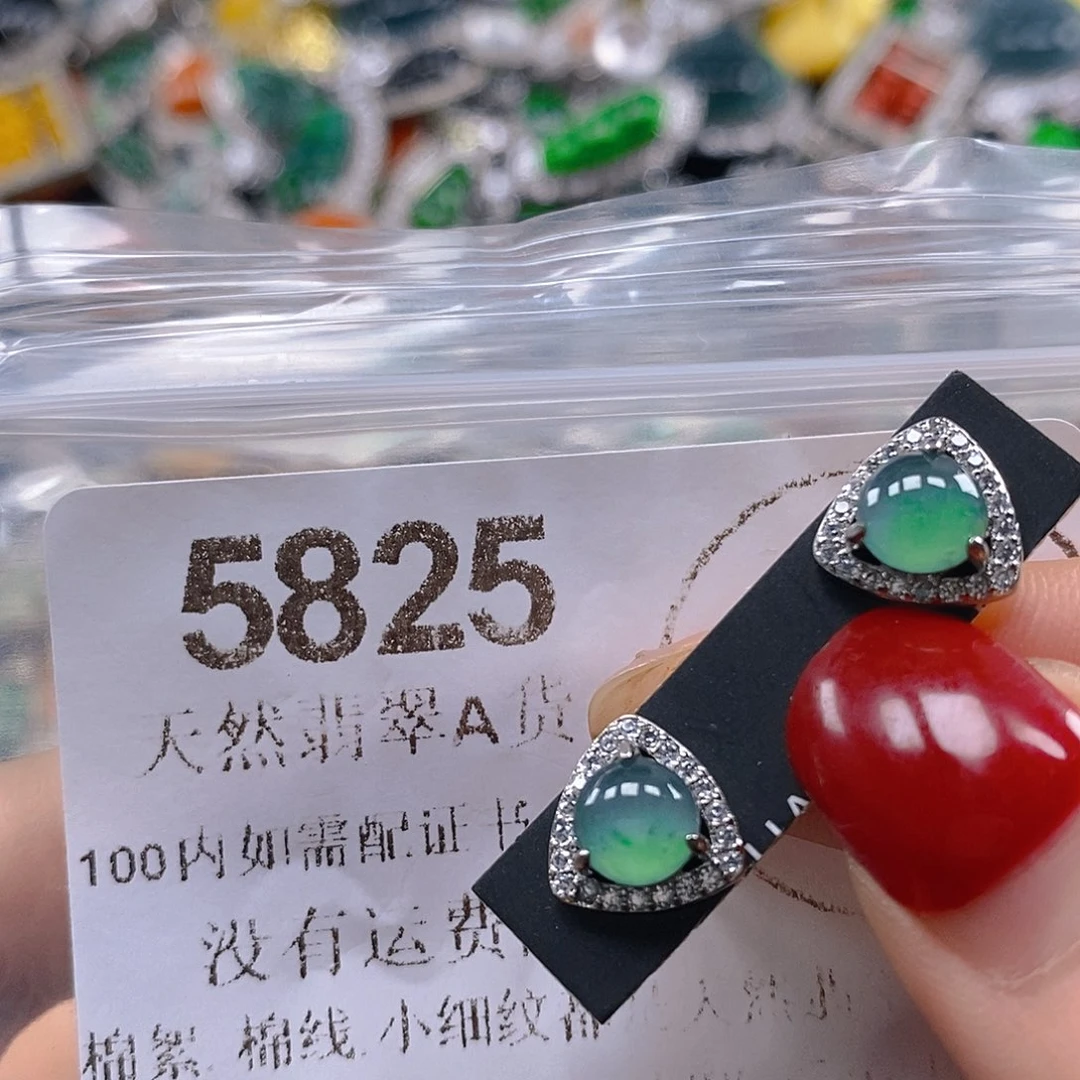 5825
天然翡翠A货
100内如需配证书
没有运费
棉絮 棉线 小细纹都